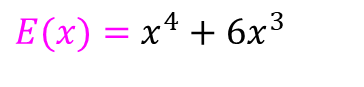 E(x) = x⁴ + 6x³